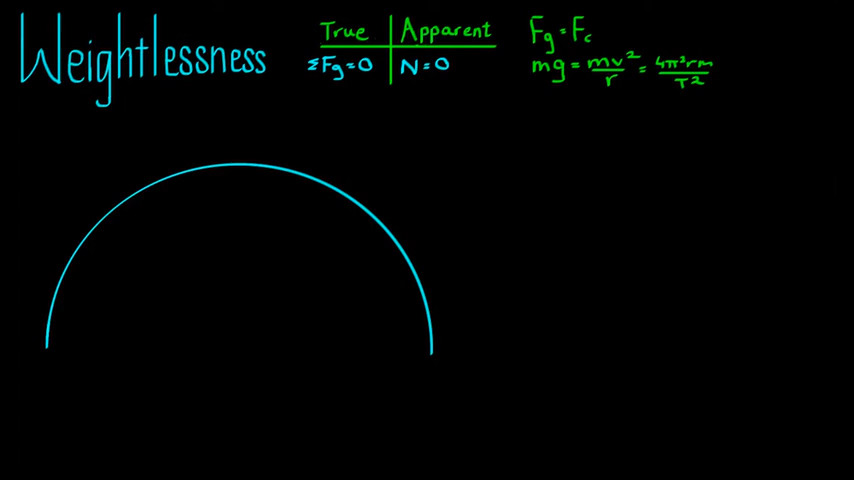 Weightlessness
True Apparent
ΣFg=0 N=0
Fg=Fc
mg = mv²/r = 4π²rm/T²